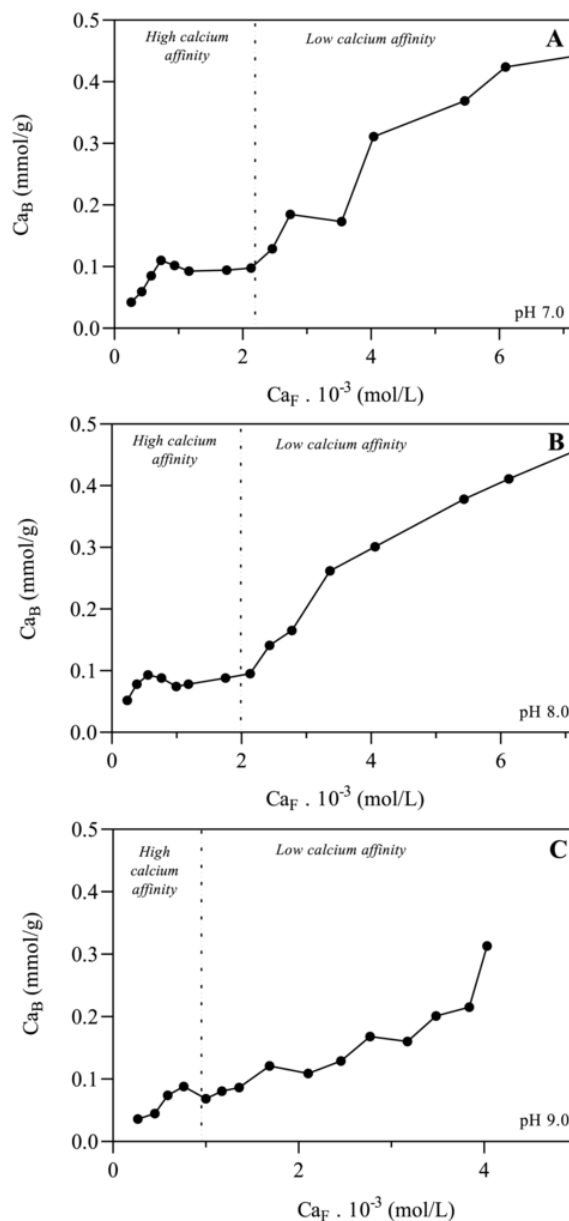 A
High calcium affinity
Low calcium affinity
0.5
0.4
0.3
0.2
0.1
0.0
Ca_B (mmol/g)
pH 7.0
0 2 4 6
Ca_F . 10^-3 (mol/L)
B
High calcium affinity
Low calcium affinity
0.5
0.4
0.3
0.2
0.1
0.0
Ca_B (mmol/g)
pH 8.0
0 2 4 6
Ca_F . 10^-3 (mol/L)
C
High calcium affinity
Low calcium affinity
0.5
0.4
0.3
0.2
0.1
0.0
Ca_B (mmol/g)
pH 9.0
0 2 4
Ca_F . 10^-3 (mol/L)